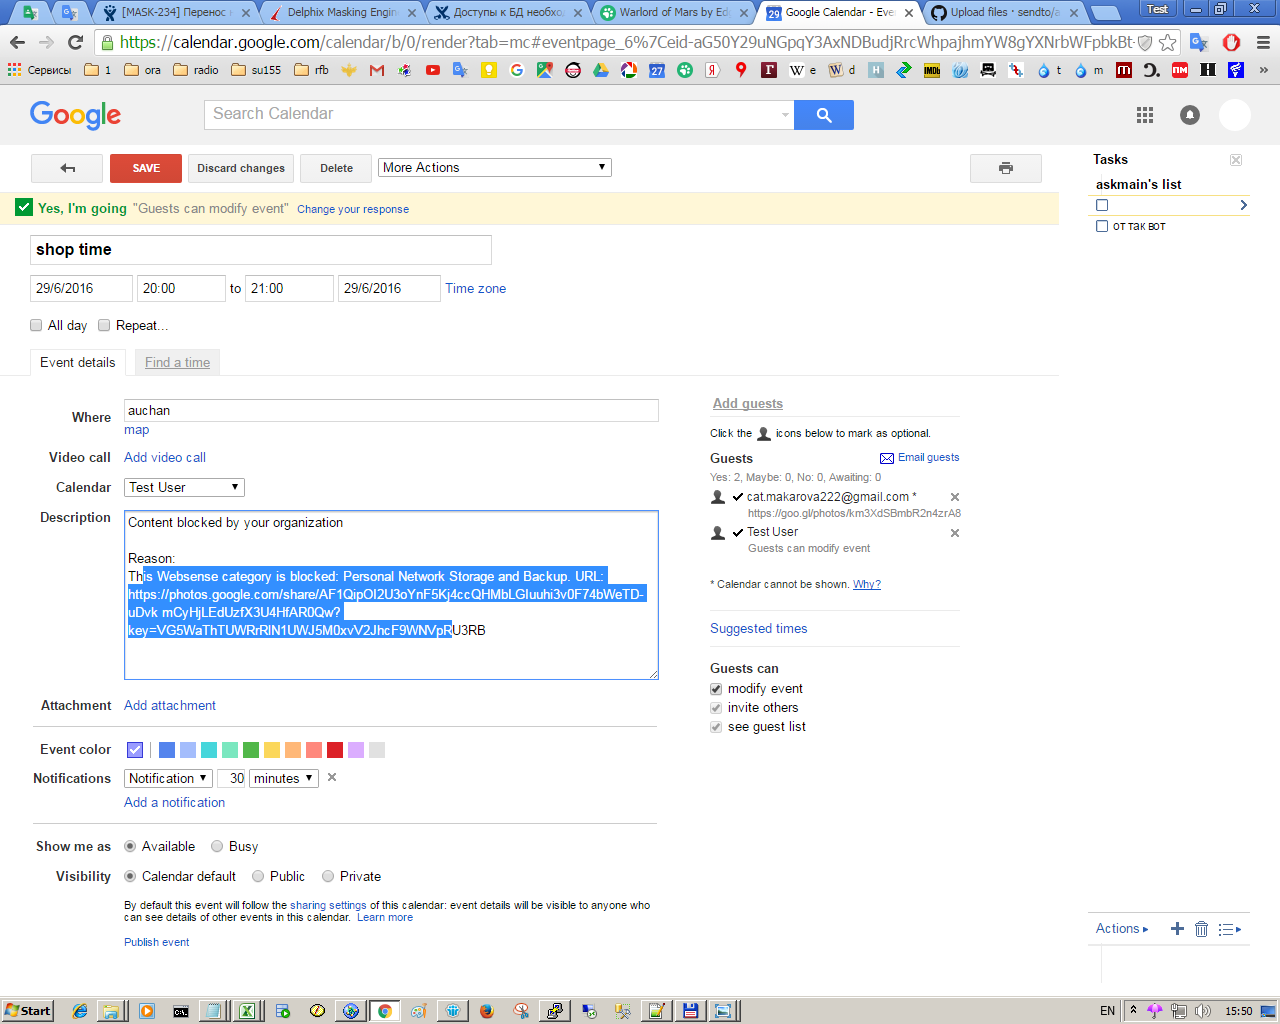 [MASK-234] Перенос н
Delphix Masking Engin
Доступы к БД необхо
Warlord of Mars by Edg
Google Calendar - Eve
Upload files · sendto/a
Test
https://calendar.google.com/calendar/b/0/render?tab=mc#eventpage_6%7Ceid-aG50Y29uNGpqY3AxNDBudjRrcWhpajhmYW8gYXNrbWFpbkBt
Сервисы
1
ora
radio
su155
rfb
27
Я
W e
W d
H
IMDb
t
m
ПМ
H
»
Google
Search Calendar
SAVE
Discard changes
Delete
More Actions
Yes, I'm going "Guests can modify event" Change your response
shop time
29/6/2016
20:00
to
21:00
29/6/2016
Time zone
All day
Repeat...
Event details
Find a time
Where
auchan
map
Video call
Add video call
Calendar
Test User
Description
Content blocked by your organization
Reason:
This Websense category is blocked: Personal Network Storage and Backup. URL:
https://photos.google.com/share/AF1QipOI2U3oYnF5Kj4ccQHMbLGIuuhi3v0F74bWeTD-
uDvk mCyHjLEdUzfX3U4HfAR0Qw?
key=VG5WaThTUWRrRlN1UWJ5M0xvV2JhcF9WNVpRU3RB
Attachment
Add attachment
Event color
Notifications
Notification
30
minutes
Add a notification
Show me as
Available
Busy
Visibility
Calendar default
Public
Private
By default this event will follow the sharing settings of this calendar: event details will be visible to anyone who
can see details of other events in this calendar. Learn more
Publish event
Add guests
Click the icons below to mark as optional.
Guests
Email guests
Yes: 2, Maybe: 0, No: 0, Awaiting: 0
cat.makarova222@gmail.com *
https://goo.gl/photos/km3XdSBmbR2n4zrA8
Test User
Guests can modify event
* Calendar cannot be shown. Why?
Suggested times
Guests can
modify event
invite others
see guest list
Tasks
askmain's list
от так вот
Actions
Start
EN
15:50